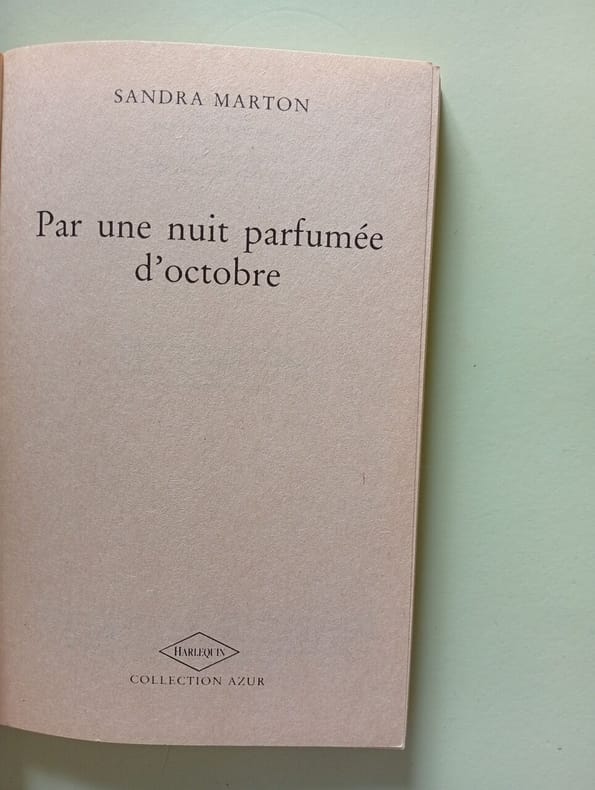 SANDRA MARTON
Par une nuit parfumée
d'octobre
HARLEQUIN
COLLECTION AZUR